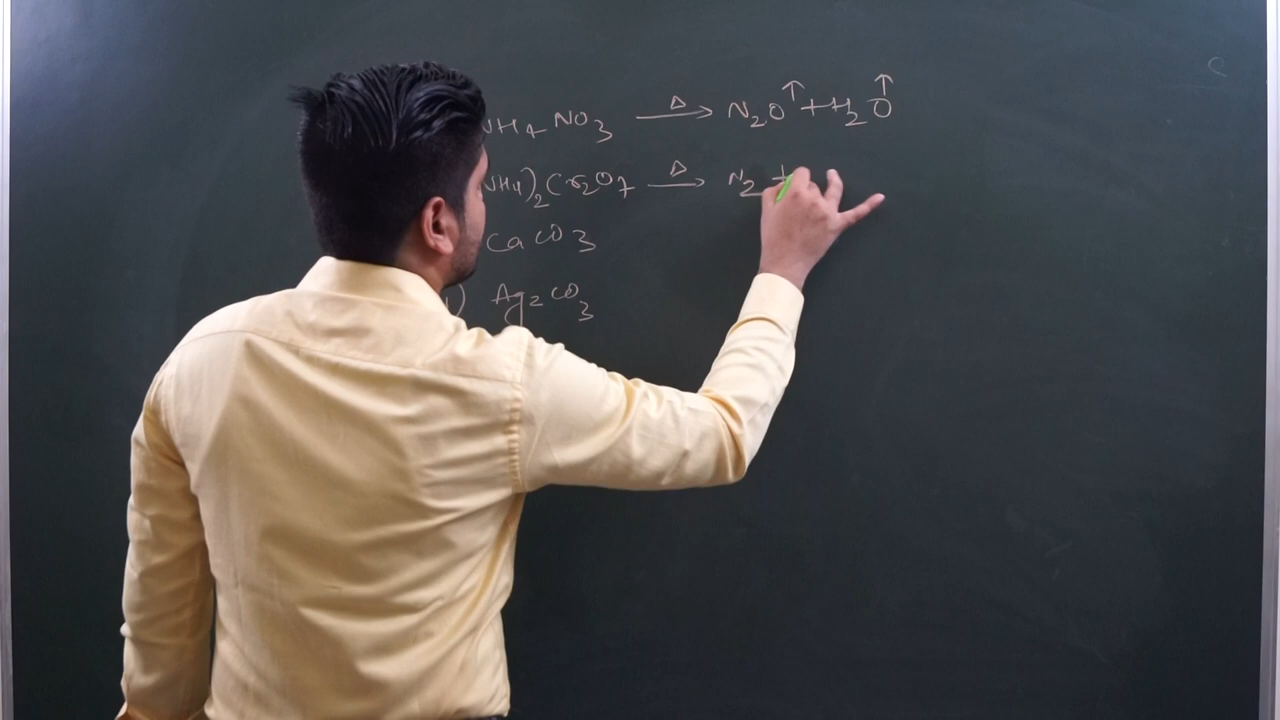 NH4NO3 —Δ→ N2O↑ + H2O↑
NH4)2Cr2O7 —Δ→ N2 +
CaCO3
) Ag2CO3